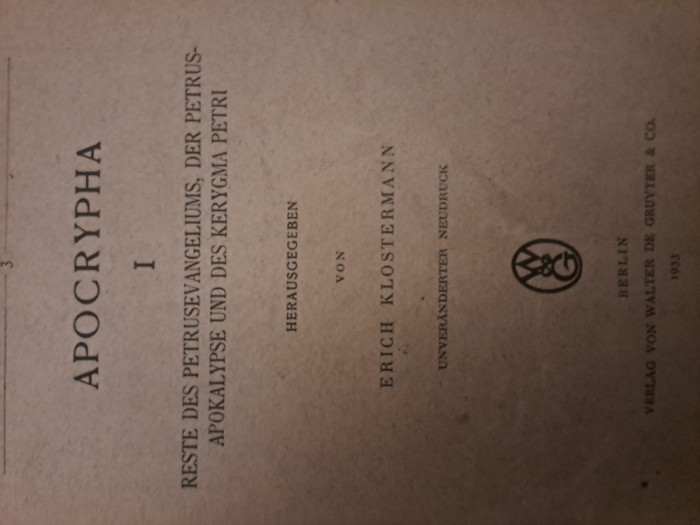 3
APOCRYPHA
I
RESTE DES PETRUSEVANGELIUMS, DER PETRUS-
APOKALYPSE UND DES KERYGMA PETRI
HERAUSGEGEBEN
VON
ERICH KLOSTERMANN
UNVERÄNDERTER NEUDRUCK
W&G
BERLIN
VERLAG VON WALTER DE GRUYTER & CO.
1933